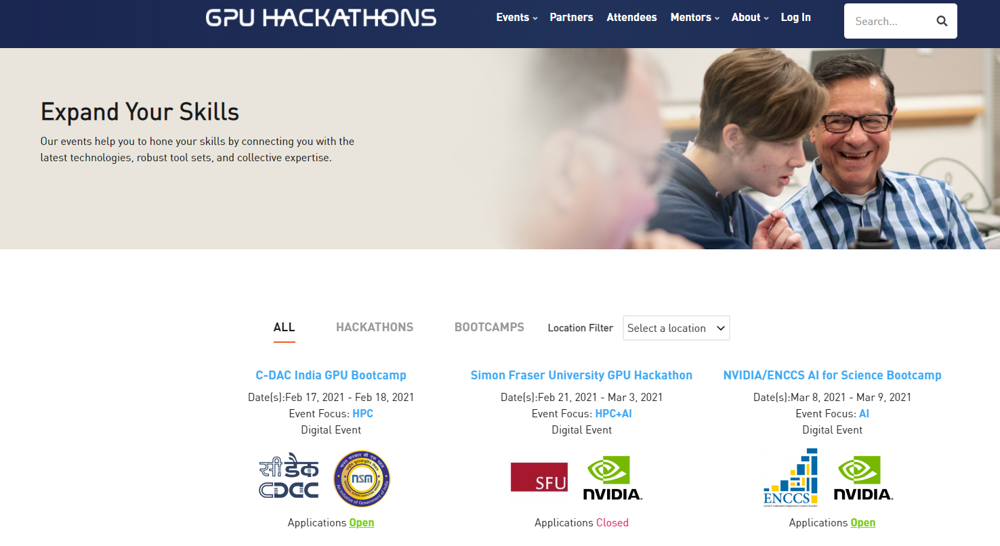 GPU HACKATHONS
Events Partners Attendees Mentors About Log In
Search...
Expand Your Skills
Our events help you to hone your skills by connecting you with the
latest technologies, robust tool sets, and collective expertise.
ALL HACKATHONS BOOTCAMPS Location Filter Select a location
C-DAC India GPU Bootcamp
Date(s):Feb 17, 2021 - Feb 18, 2021
Event Focus: HPC
Digital Event
सी डैक
CDAC
nsm
Applications Open
Simon Fraser University GPU Hackathon
Date(s):Feb 21, 2021 - Mar 3, 2021
Event Focus: HPC+AI
Digital Event
SFU
NVIDIA.
Applications Closed
NVIDIA/ENCCS AI for Science Bootcamp
Date(s):Mar 8, 2021 - Mar 9, 2021
Event Focus: AI
Digital Event
ENCCS
NVIDIA.
Applications Open